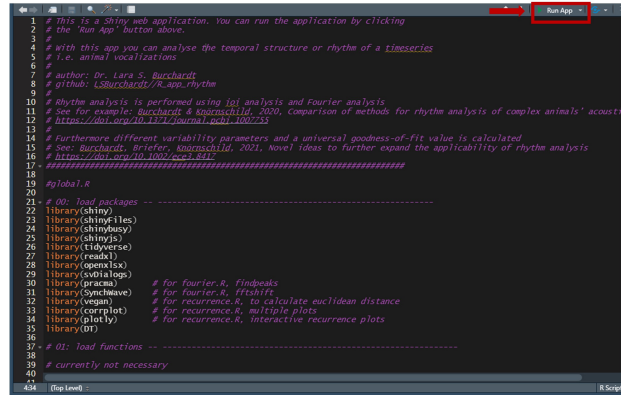 Run App
1 # This is a Shiny web application. You can run the application by clicking
2 # the 'Run App' button above.
3 #
4 # With this app you can analyse the temporal structure or rhythm of a timeseries
5 # i.e. animal vocalizations
6 #
7 # author: Dr. Lara S. Burchardt
8 # github: LSBurchardt//R_app_rhythm
9 #
10 # Rhythm analysis is performed using ioi analysis and Fourier analysis
11 # See for example: Burchardt & Knörnschild, 2020, Comparison of methods for rhythm analysis of complex animals' acoust
12 # https://doi.org/10.1371/journal.pcbi.1007755
13 #
14 # Furthermore different variability parameters and a universal goodness-of-fit value is calculated
15 # See: Burchardt, Briefer, Knörnschild, 2021, Novel ideas to further expand the applicability of rhythm analysis
16 # https://doi.org/10.1002/ece3.8417
17 ##########################################################################
18
19 #global.R
20
21 # 00: load packages -- --------------------------------------------------------
22 library(shiny)
23 library(shinyFiles)
24 library(shinybusy)
25 library(shinyjs)
26 library(tidyverse)
27 library(readxl)
28 library(openxlsx)
29 library(svDialogs)
30 library(pracma) # for fourier.R, findpeaks
31 library(SynchWave) # for fourier.R, fftshift
32 library(vegan) # for recurrence.R, to calculate euclidean distance
33 library(corrplot) # for recurrence.R, multiple plots
34 library(plotly) # for recurrence.R, interactive recurrence plots
35 library(DT)
36
37 # 01: load functions -- ------------------------------------------------------------
38
39 # currently not necessary
40
4:34 (Top Level) R Script